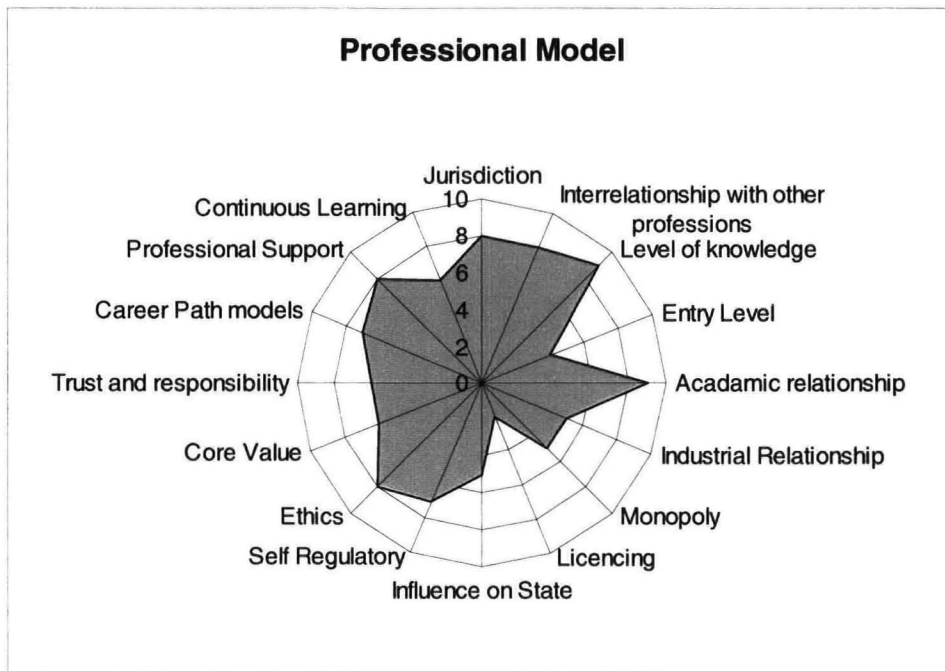 Professional Model
Jurisdiction
Interrelationship with other
professions
Level of knowledge
Entry Level
Acadamic relationship
Industrial Relationship
Monopoly
Licencing
Influence on State
Self Regulatory
Ethics
Core Value
Trust and responsibility
Career Path models
Professional Support
Continuous Learning
10
8
6
4
2
0